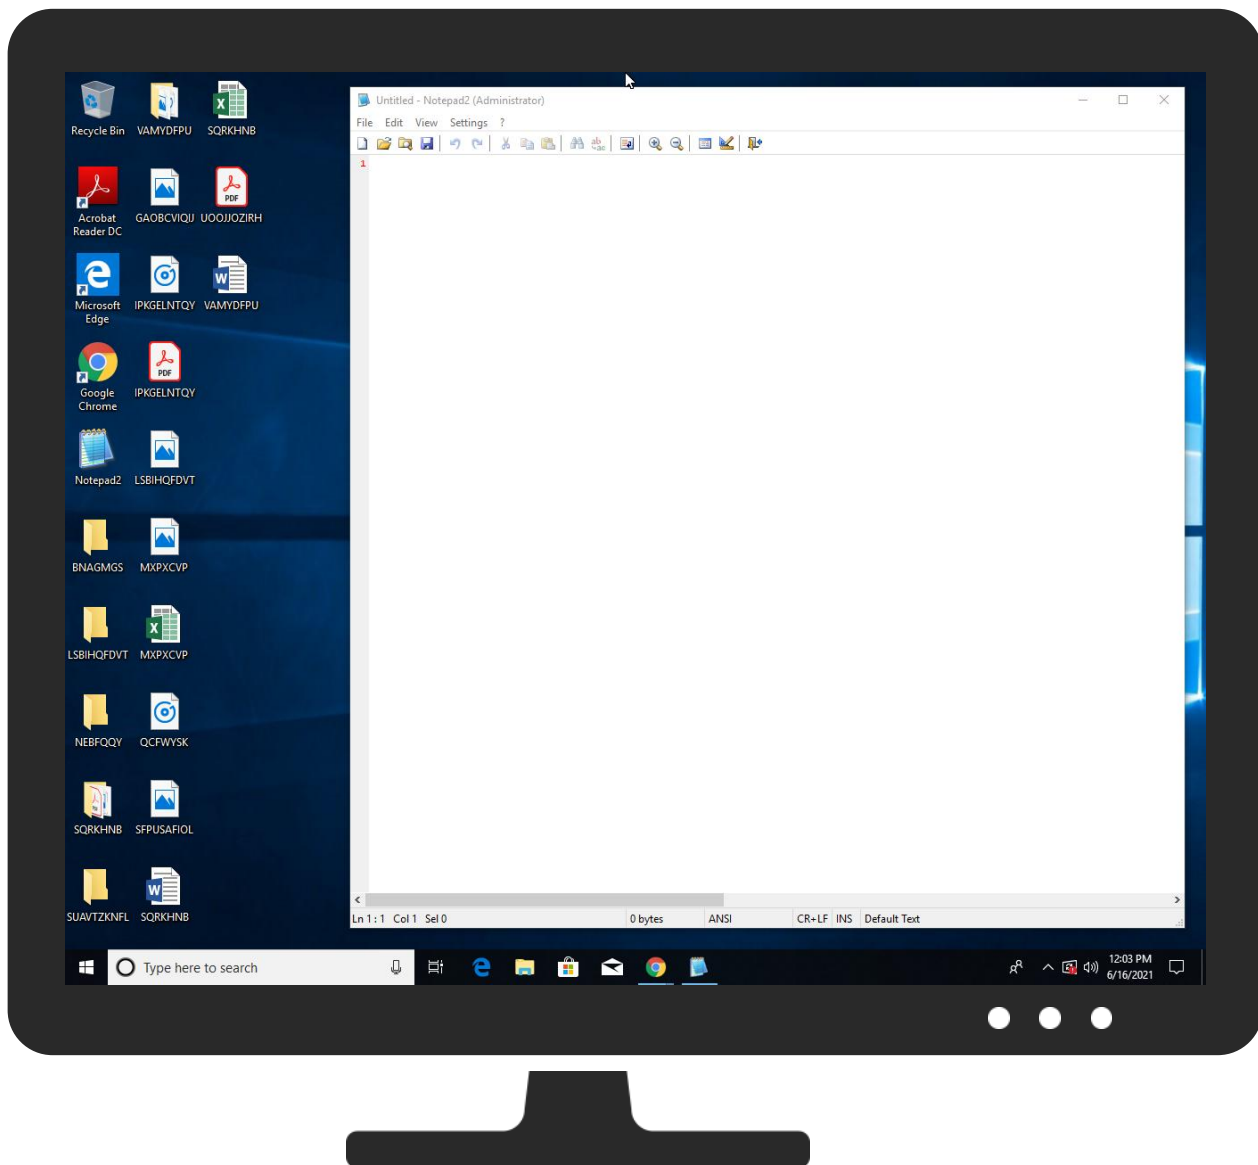 Recycle Bin
VAMYDFPU
SQRKHNB
Acrobat
Reader DC
GAOBCVIQIJ
UOOJJOZIRH
PDF
Microsoft
Edge
IPKGELNTQY
VAMYDFPU
Google
Chrome
IPKGELNTQY
PDF
Notepad2
LSBIHQFDVT
BNAGMGS
MXPXCVP
LSBIHQFDVT
MXPXCVP
NEBFQQY
QCFWYSK
SQRKHNB
SFPUSAFIOL
SUAVTZKNFL
SQRKHNB
Untitled - Notepad2 (Administrator)
File Edit View Settings ?
1
Ln 1 : 1 Col 1 Sel 0 0 bytes ANSI CR+LF INS Default Text
Type here to search
12:03 PM
6/16/2021